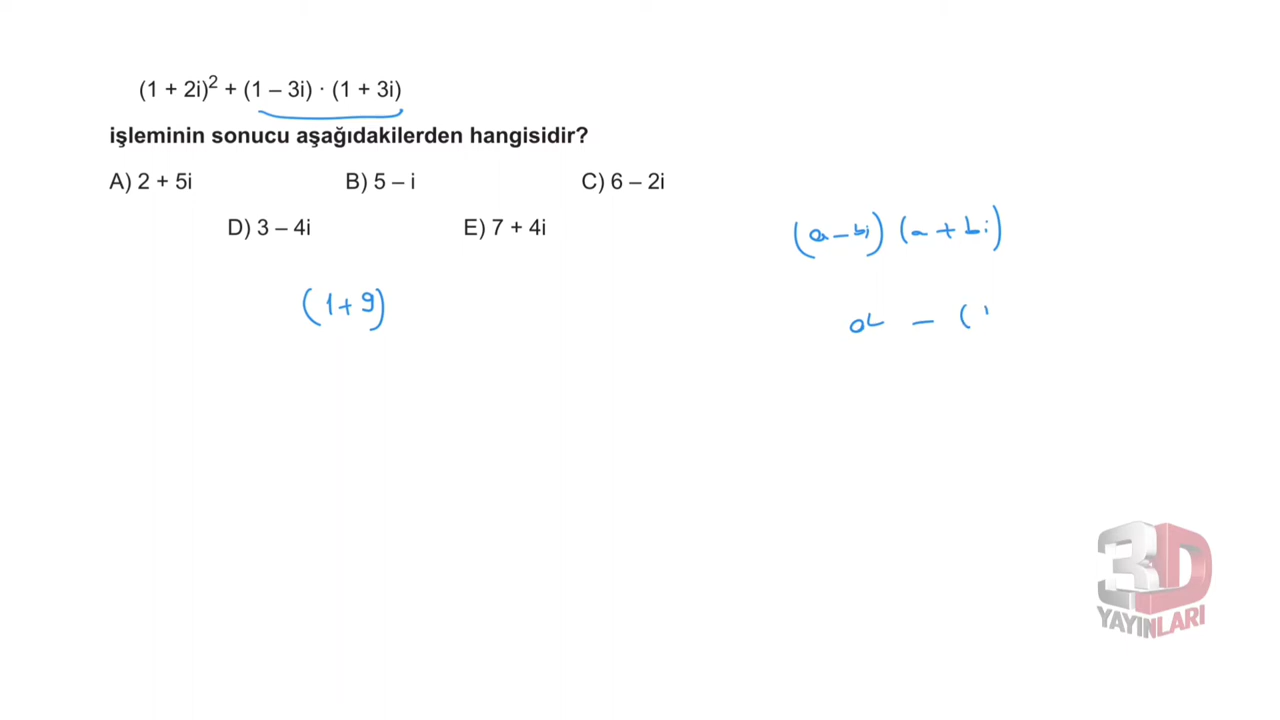 (1 + 2i)² + (1 – 3i) · (1 + 3i)
işleminin sonucu aşağıdakilerden hangisidir?
A) 2 + 5i B) 5 – i C) 6 – 2i
D) 3 – 4i E) 7 + 4i
(a – bi) (a + bi)
(1 + 9)
a² – (
3D
YAYINLARI